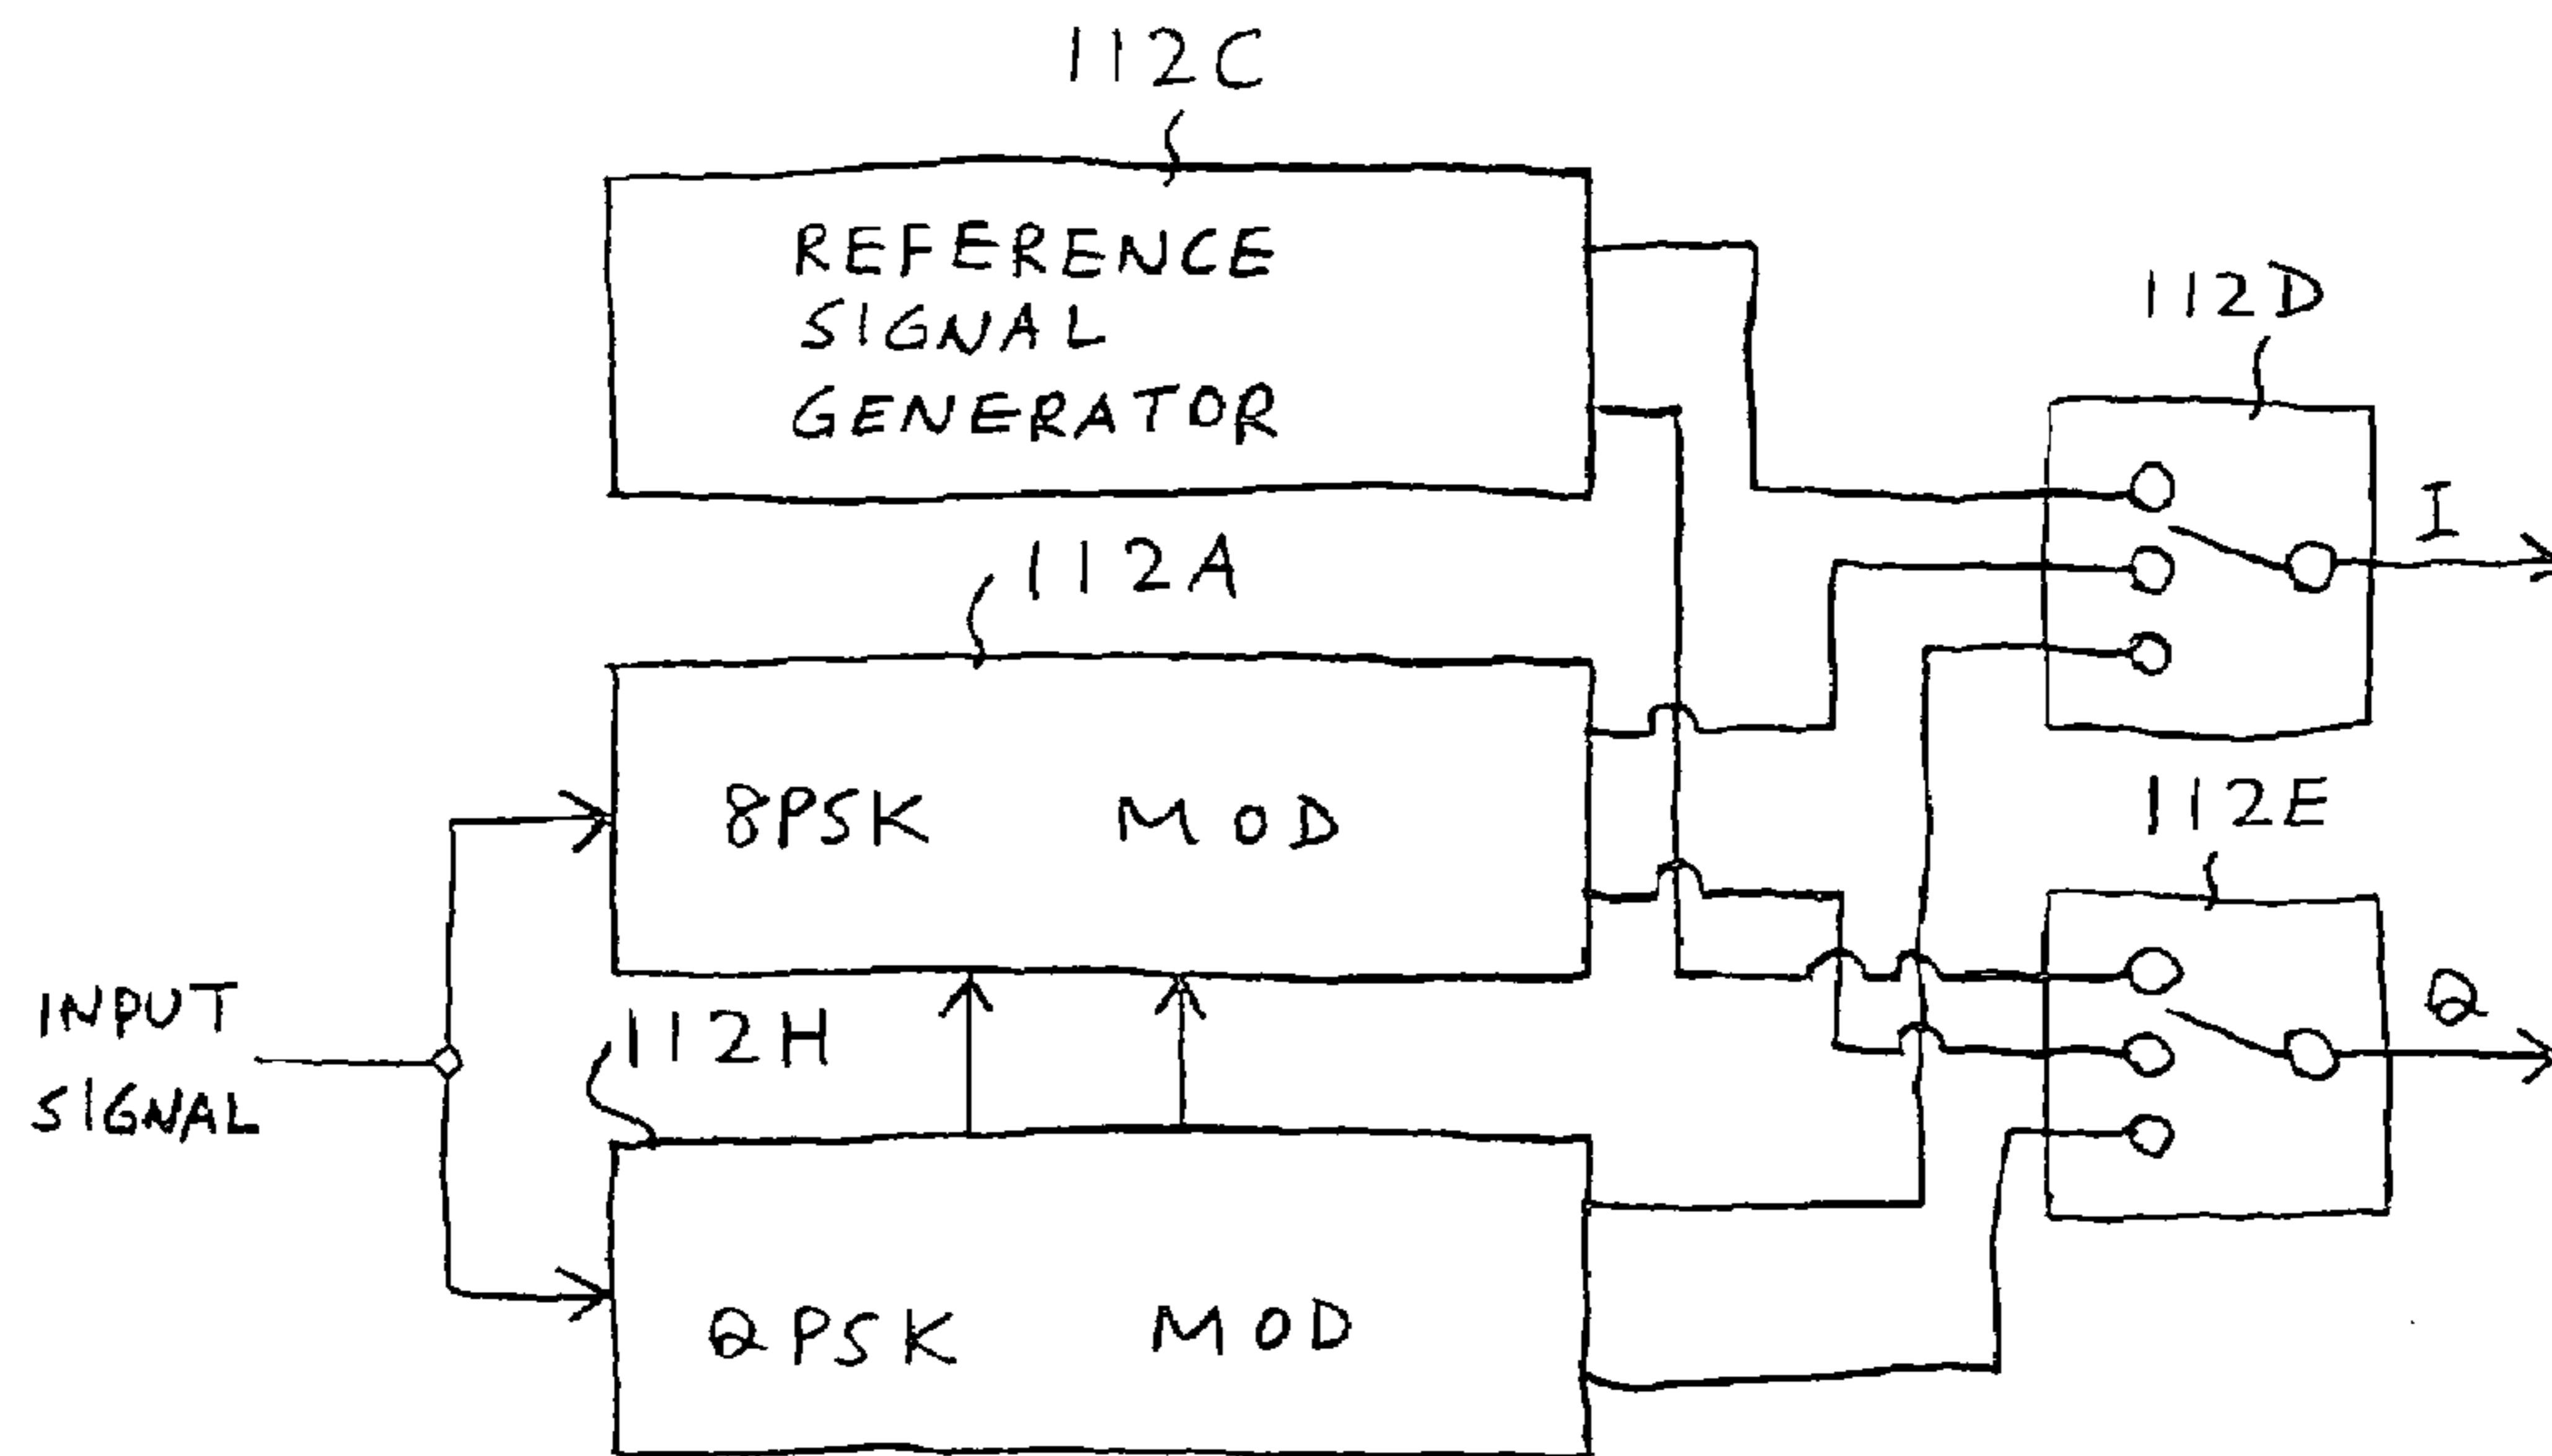 112C
REFERENCE
SIGNAL
GENERATOR
112D
I
112A
8PSK MOD
112E
Q
INPUT
SIGNAL
112H
QPSK MOD